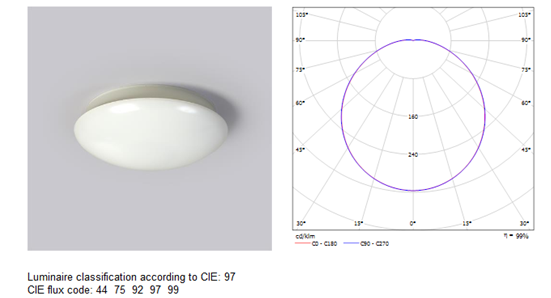 105° 105°
90° 90°
75° 75°
60° 60°
45° 45°
160
240
30° 15° 0° 15° 30°
cd/klm η = 99%
C0 - C180 C90 - C270
Luminaire classification according to CIE: 97
CIE flux code: 44 75 92 97 99